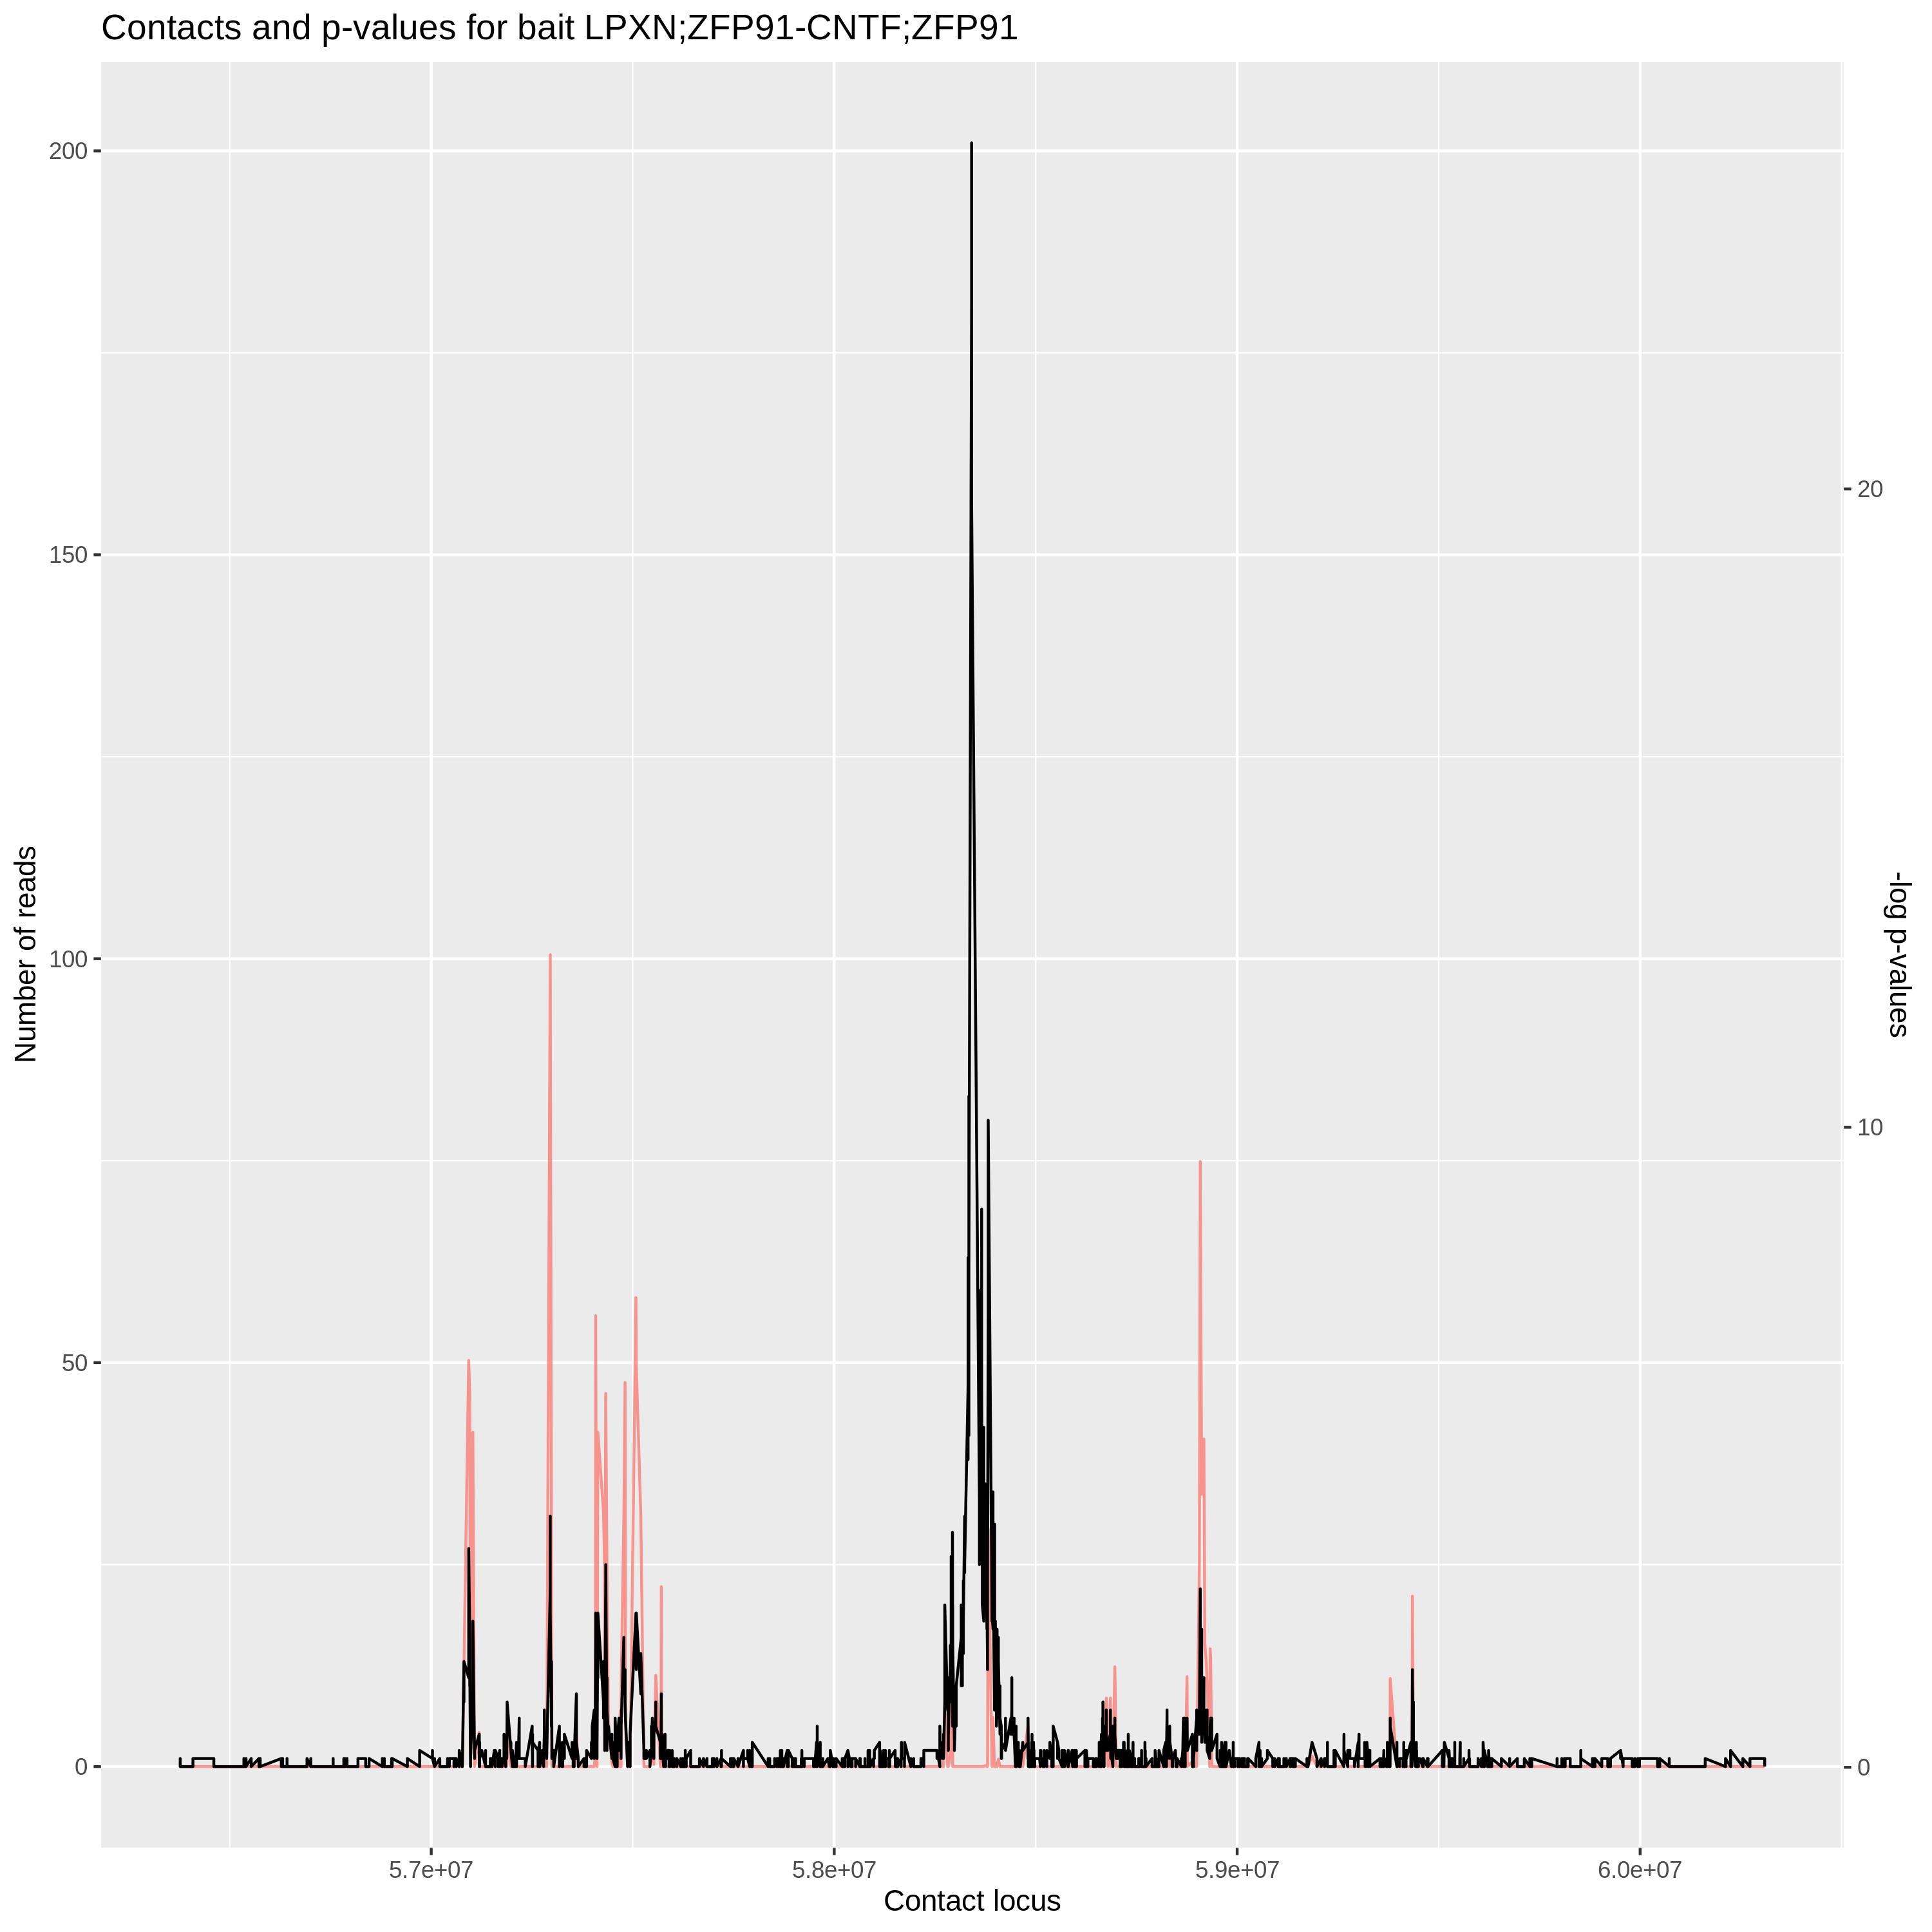 Contacts and p-values for bait LPXN;ZFP91-CNTF;ZFP91
200
150
100
50
0
Number of reads
20
10
0
-log p-values
5.7e+07
5.8e+07
5.9e+07
6.0e+07
Contact locus